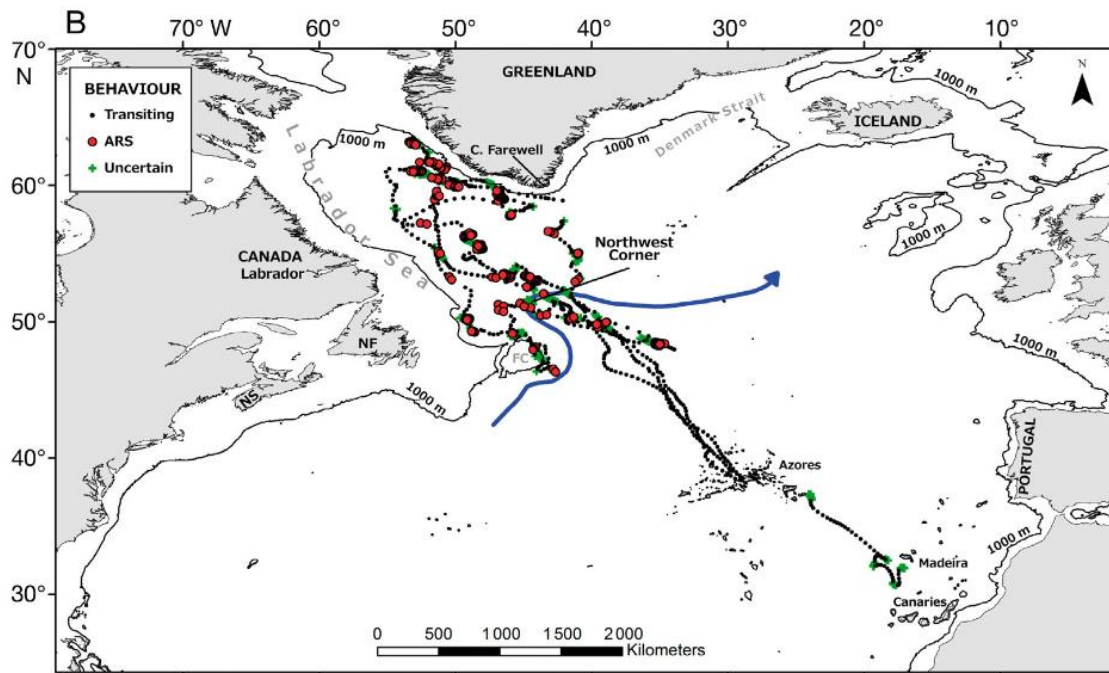 B
70° W 60° 50° 40° 30° 20° 10°
70°
N
60°
50°
40°
30°
BEHAVIOUR
Transiting
ARS
Uncertain
GREENLAND
N
1000 m
Denmark Strait
ICELAND
1000 m
C. Farewell
1000 m
Labrador Sea
1000 m
CANADA
Labrador
Northwest
Corner
NF
FC
NS
1000 m
1000 m
Azores
PORTUGAL
1000 m
Madeira
Canaries
0 500 1000 1500 2 000
Kilometers